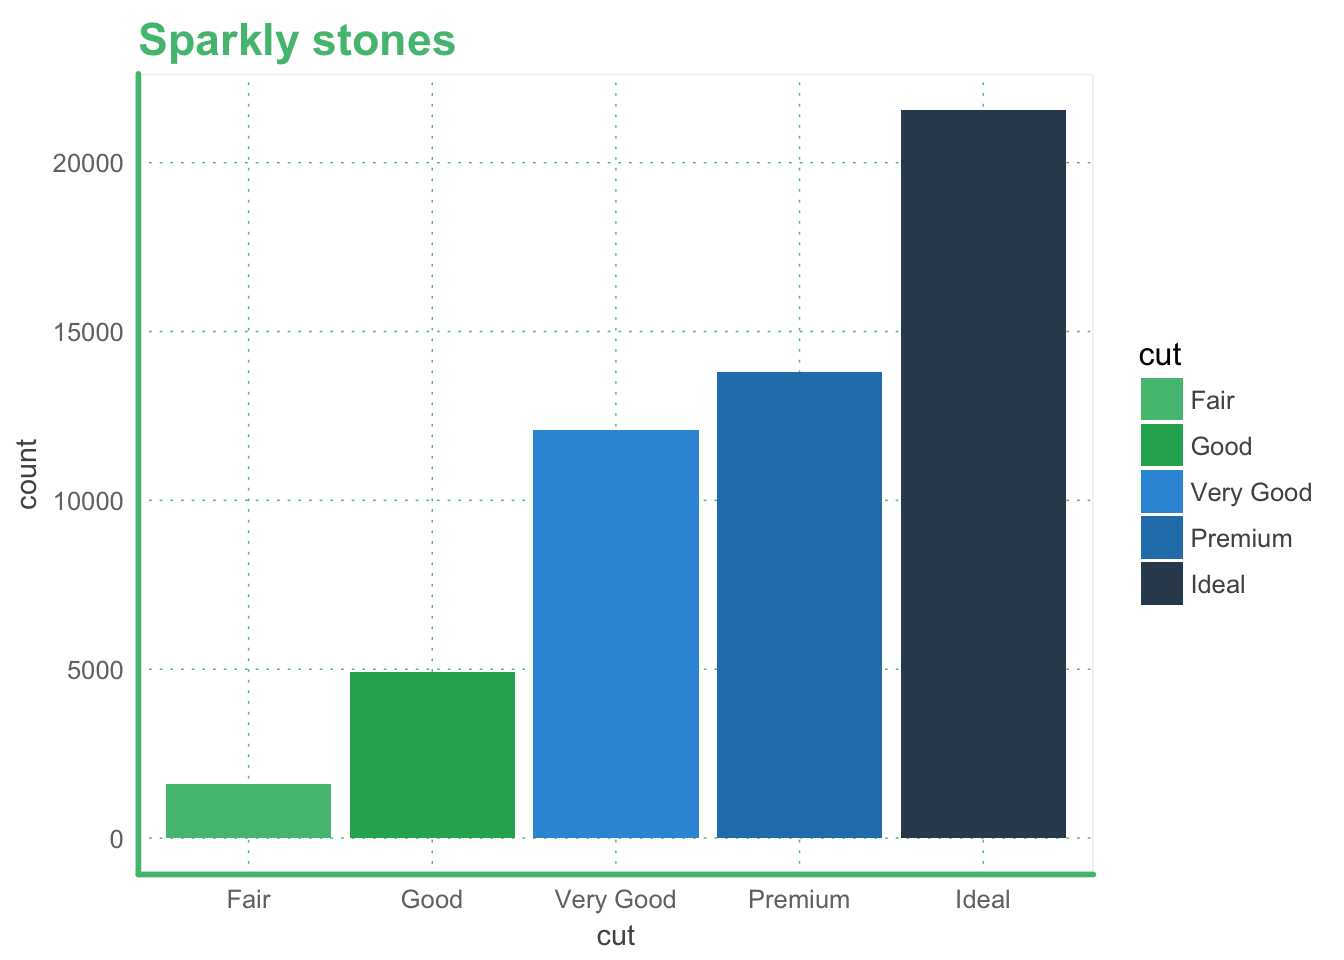 Sparkly stones
count
20000
15000
10000
5000
0
Fair
Good
Very Good
Premium
Ideal
cut
cut
Fair
Good
Very Good
Premium
Ideal